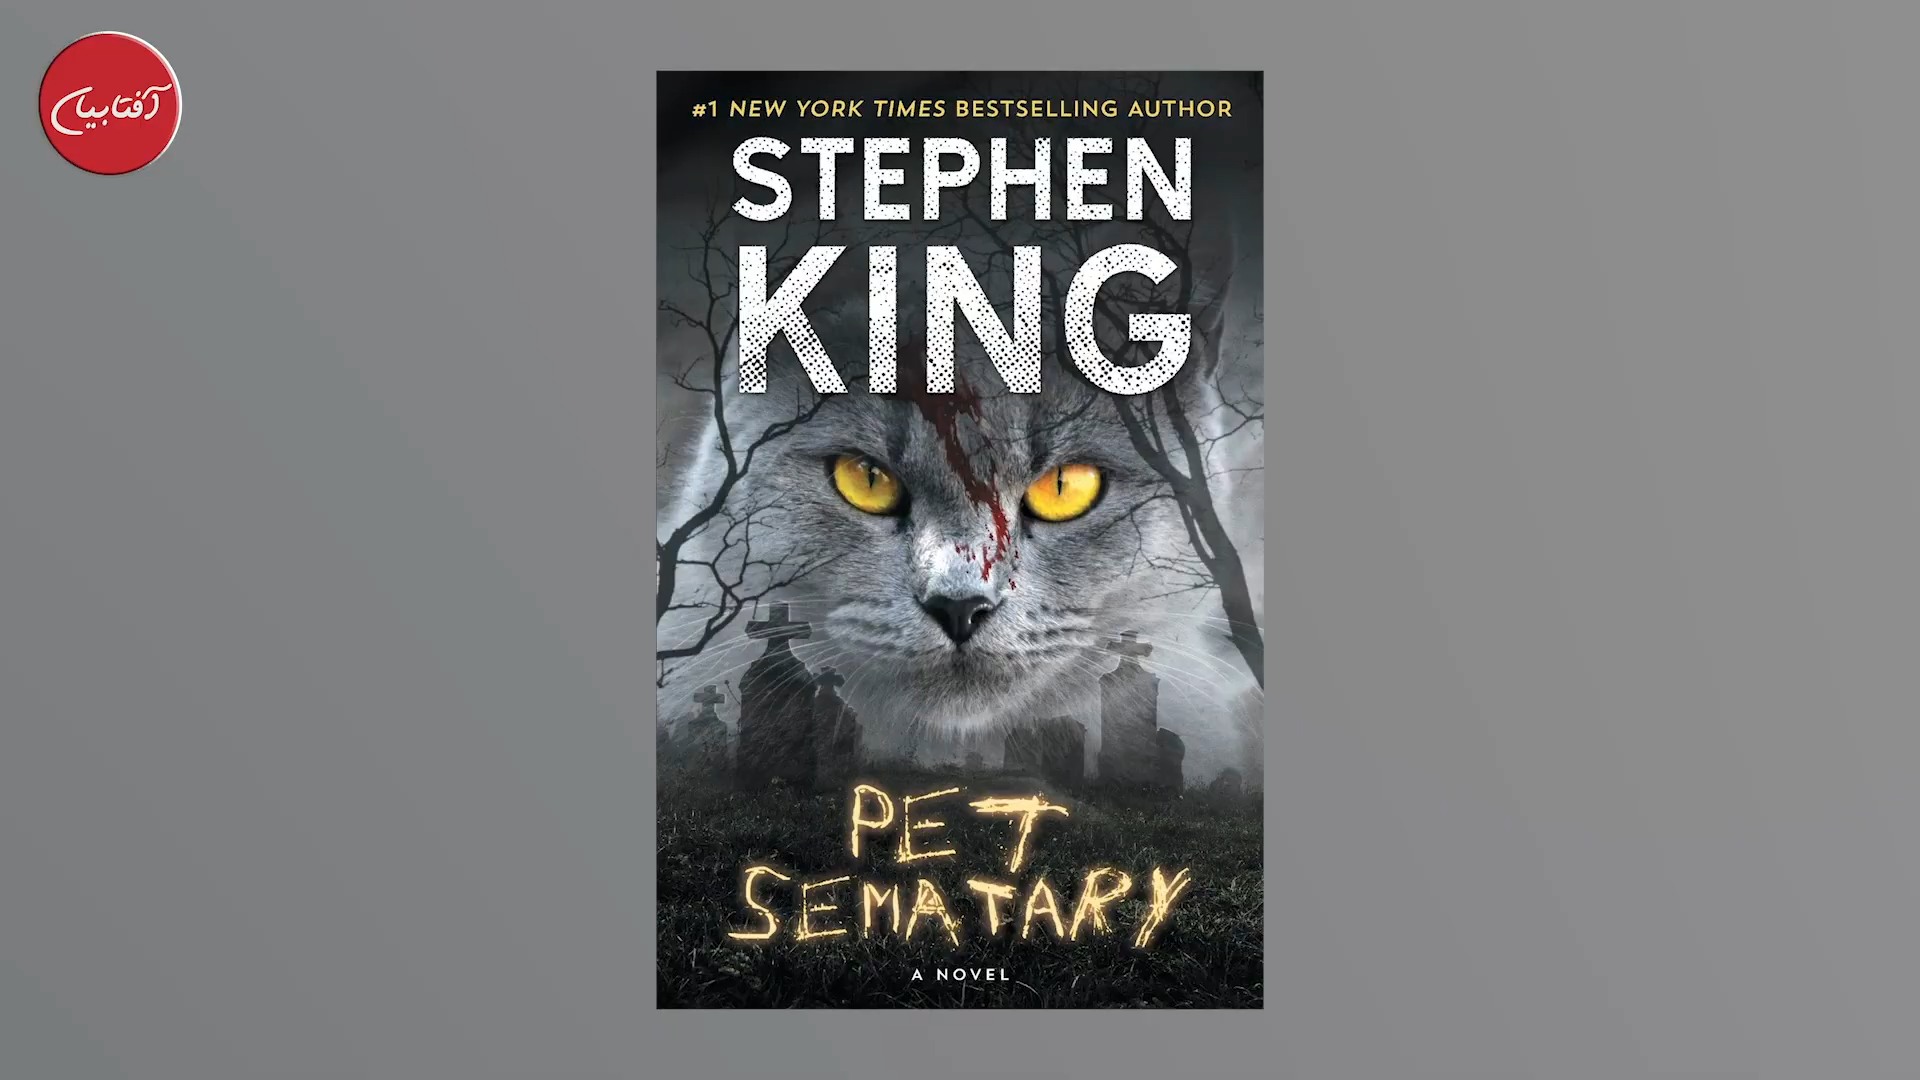 آفتابیان
#1 NEW YORK TIMES BESTSELLING AUTHOR
STEPHEN
KING
PET
SEMATARY
A NOVEL